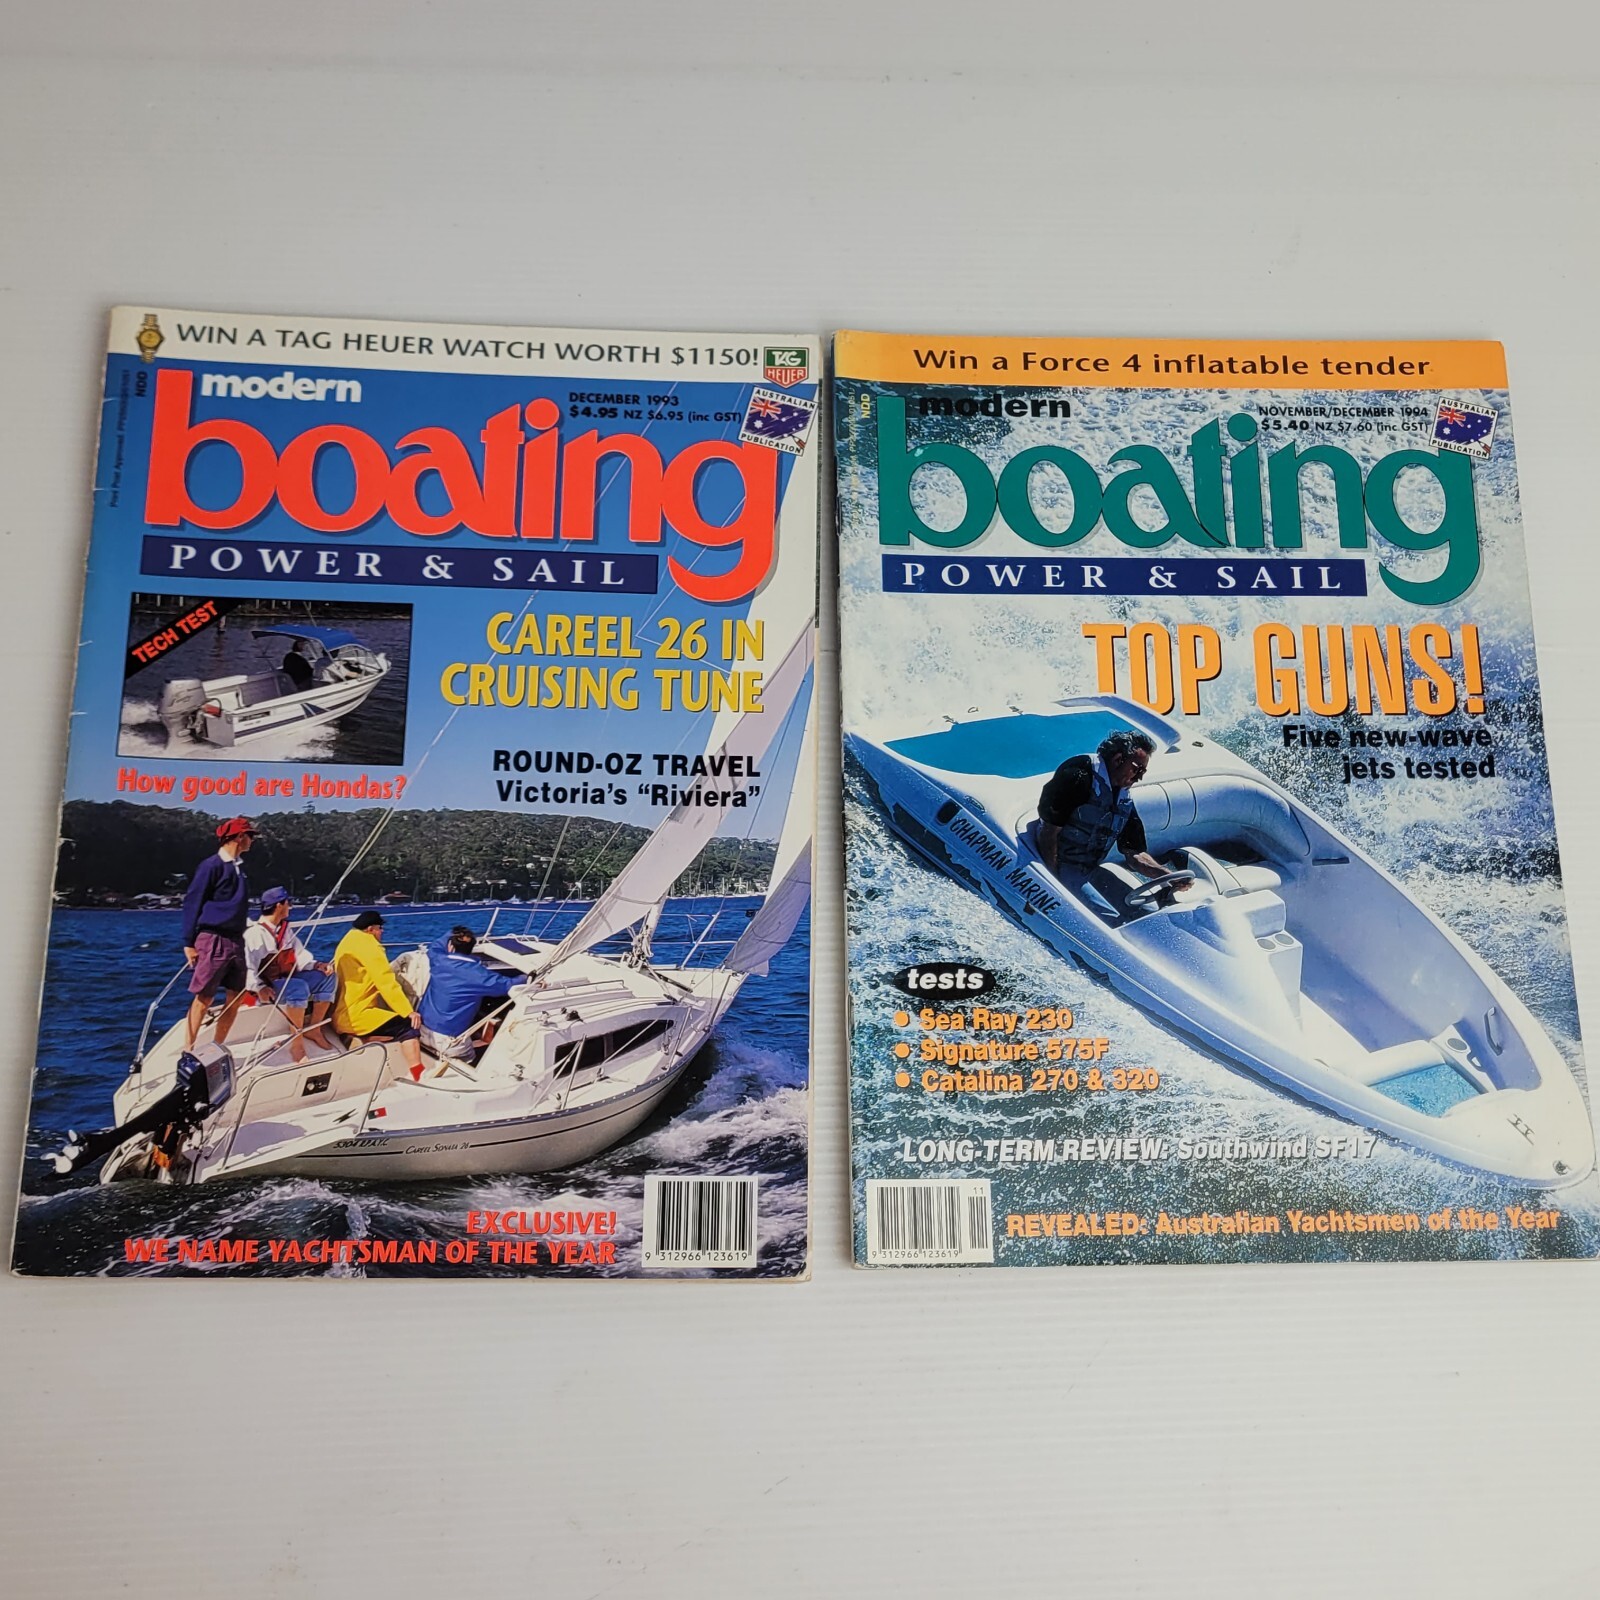 WIN A TAG HEUER WATCH WORTH $1150!
TAG
HEUER
NDD
modern
DECEMBER 1993
$4.95 NZ $6.95 (inc GST)
AUSTRALIAN
PUBLICATION
boating
POWER & SAIL
TECH TEST
CAREEL 26 IN
CRUISING TUNE
How good are Hondas?
ROUND-OZ TRAVEL
Victoria's "Riviera"
EXCLUSIVE!
WE NAME YACHTSMAN OF THE YEAR
9 312966 123619
Win a Force 4 inflatable tender
NDD
modern
NOVEMBER/DECEMBER 1994
$5.40 NZ $7.60 (inc GST)
AUSTRALIAN
PUBLICATION
boating
POWER & SAIL
TOP GUNS!
Five new-wave
jets tested
CHAPMAN MARINE
tests
• Sea Ray 230
• Signature 575F
• Catalina 270 & 320
LONG-TERM REVIEW: Southwind SF17
11
9 312966 123619
REVEALED: Australian Yachtsmen of the Year